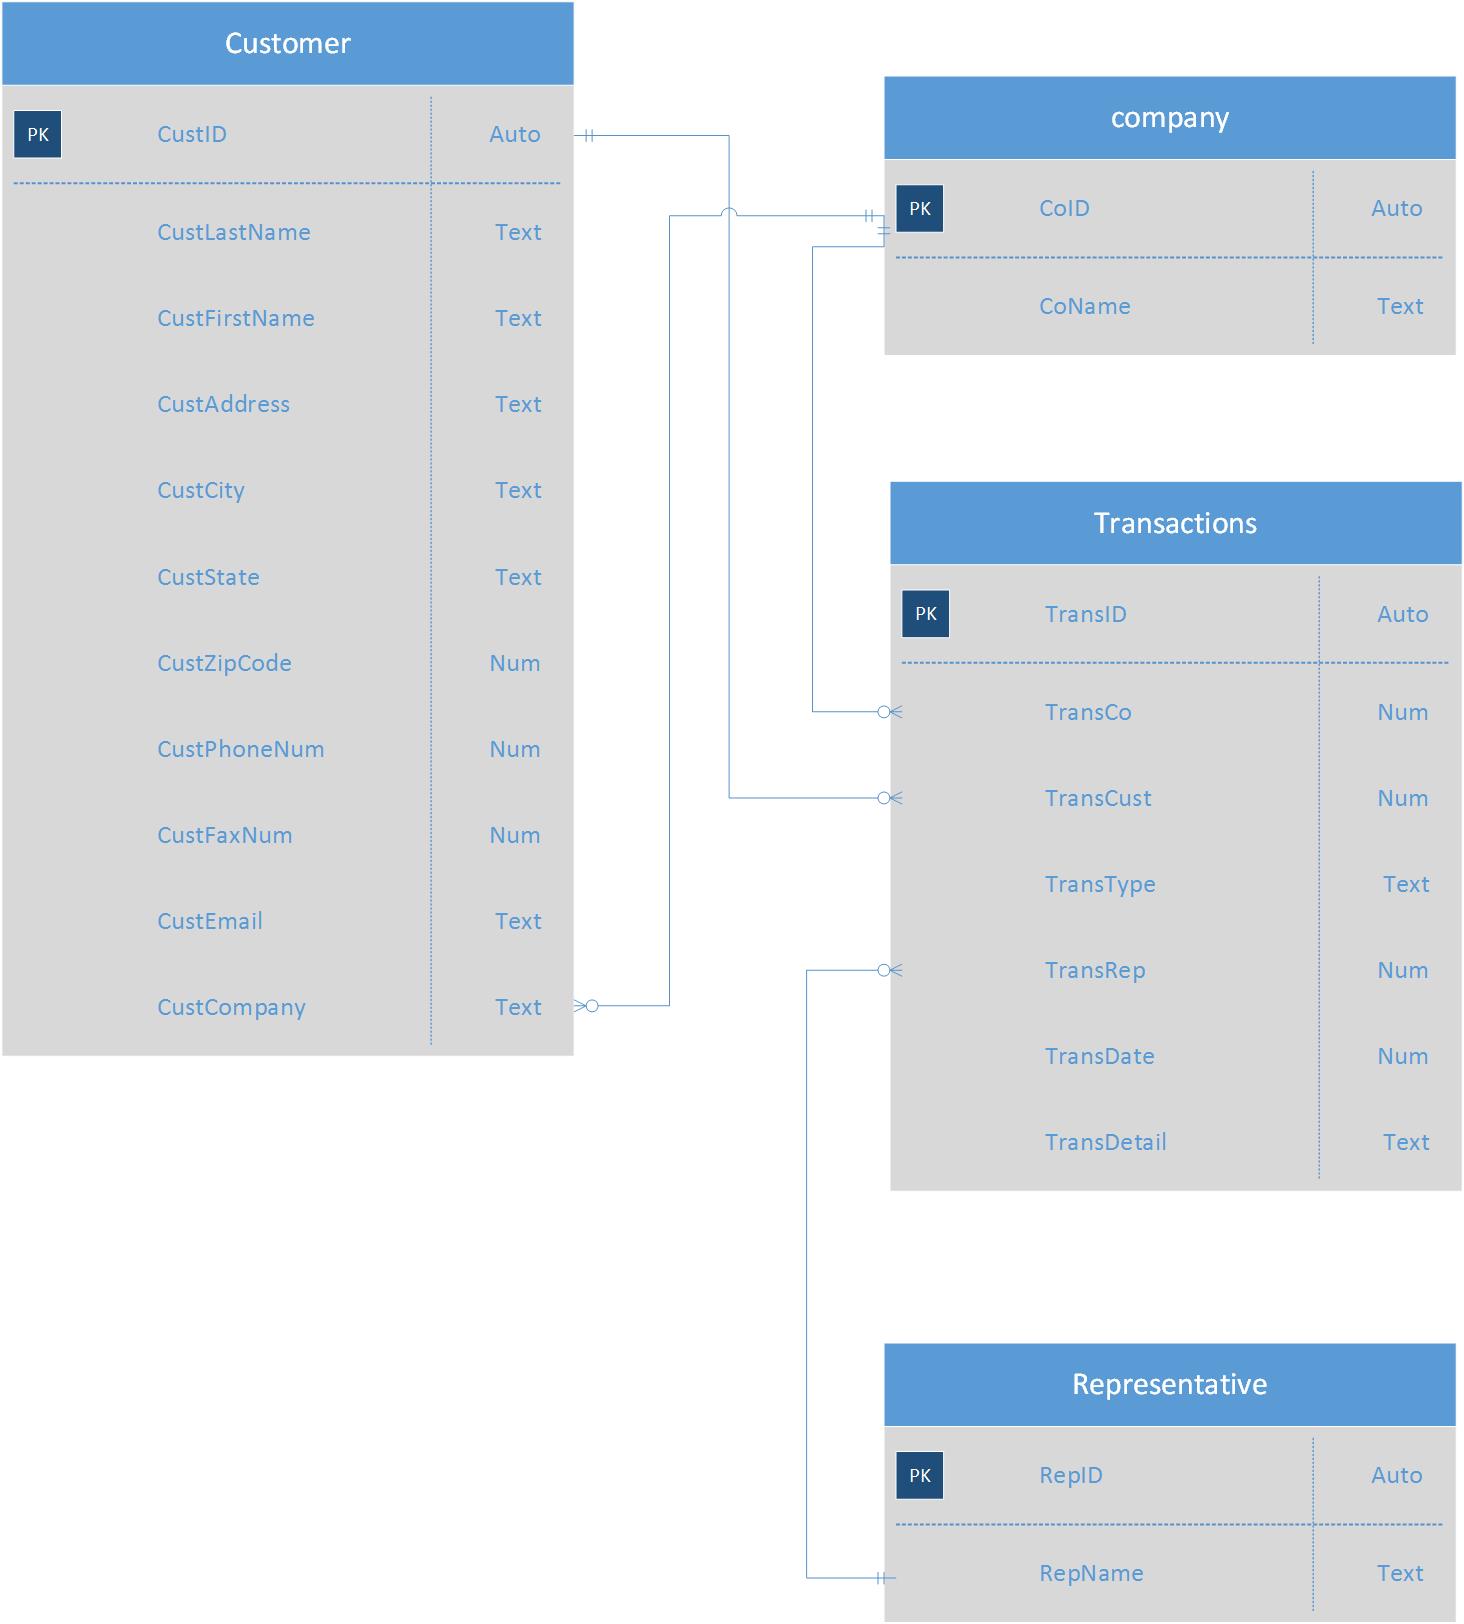 Customer
PK CustID Auto
CustLastName Text
CustFirstName Text
CustAddress Text
CustCity Text
CustState Text
CustZipCode Num
CustPhoneNum Num
CustFaxNum Num
CustEmail Text
CustCompany Text
company
PK CoID Auto
CoName Text
Transactions
PK TransID Auto
TransCo Num
TransCust Num
TransType Text
TransRep Num
TransDate Num
TransDetail Text
Representative
PK RepID Auto
RepName Text